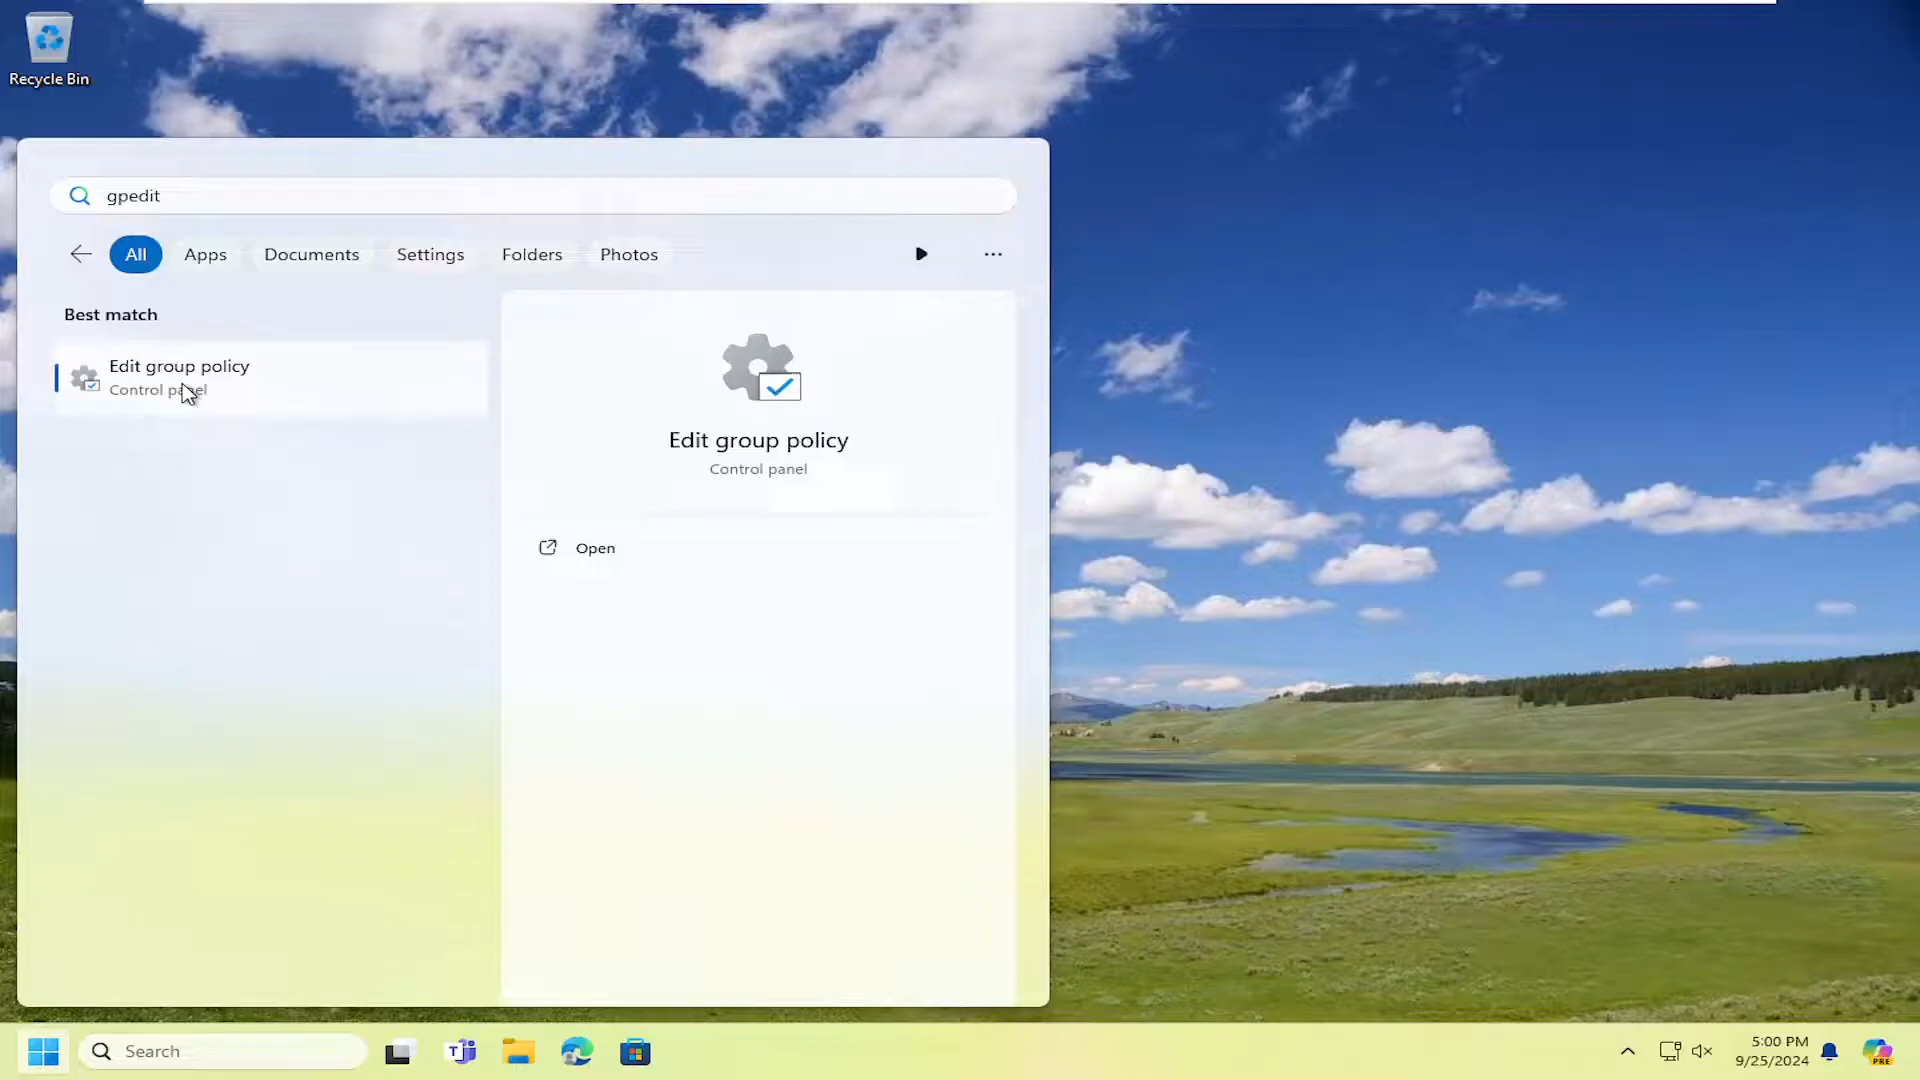 Recycle Bin
gpedit
All Apps Documents Settings Folders Photos
Best match
Edit group policy
Control panel
Edit group policy
Control panel
Open
Search
5:00 PM
9/25/2024
PRE